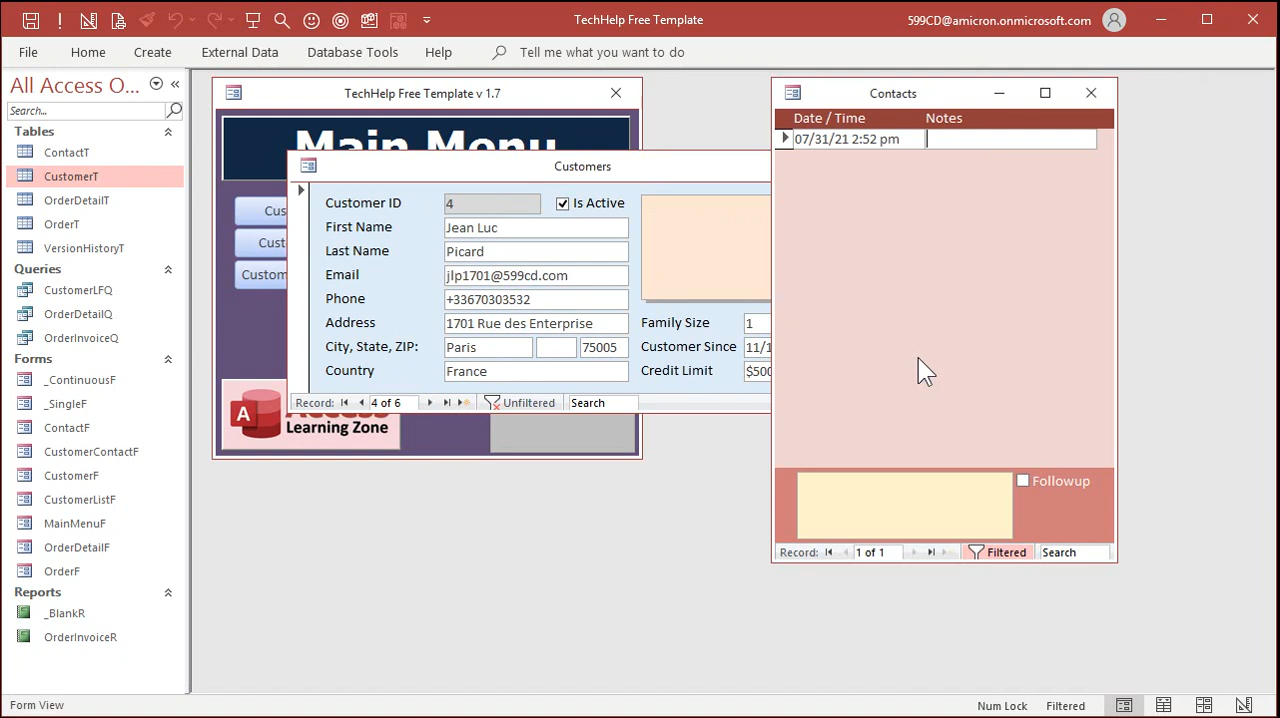 TechHelp Free Template
599CD@amicron.onmicrosoft.com
File Home Create External Data Database Tools Help Tell me what you want to do
All Access O...
Search...
Tables
ContactT
CustomerT
OrderDetailT
OrderT
VersionHistoryT
Queries
CustomerLFQ
OrderDetailQ
OrderInvoiceQ
Forms
_ContinuousF
_SingleF
ContactF
CustomerContactF
CustomerF
CustomerListF
MainMenuF
OrderDetailF
OrderF
Reports
_BlankR
OrderInvoiceR
TechHelp Free Template v 1.7
Main Menu
Cus
Cust
Custom
A
Learning Zone
Customers
Customer ID 4 Is Active
First Name Jean Luc
Last Name Picard
Email jlp1701@599cd.com
Phone +33670303532
Address 1701 Rue des Enterprise
City, State, ZIP: Paris 75005
Country France
Family Size 1
Customer Since 11/1
Credit Limit $500
Record: 4 of 6 Unfiltered Search
Contacts
Date / Time Notes
07/31/21 2:52 pm
Followup
Record: 1 of 1 Filtered Search
Form View Num Lock Filtered